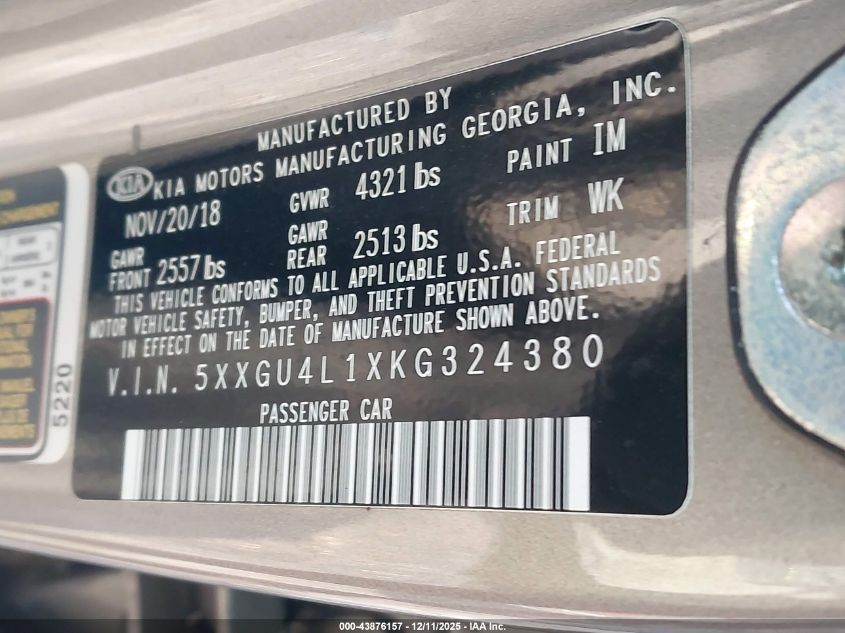 MANUFACTURED BY
KIA KIA MOTORS MANUFACTURING GEORGIA, INC.
NOV/20/18 GVWR 4321 lbs PAINT IM
GAWR FRONT 2557 lbs GAWR REAR 2513 bs TRIM WK
THIS VEHICLE CONFORMS TO ALL APPLICABLE U.S.A. FEDERAL
MOTOR VEHICLE SAFETY, BUMPER, AND THEFT PREVENTION STANDARDS
IN EFFECT ON THE DATE OF MANUFACTURE SHOWN ABOVE.
V.I.N. 5XXGU4L1XKG324380
PASSENGER CAR
5220
000-43876157 - 12/11/2025 - IAA Inc.